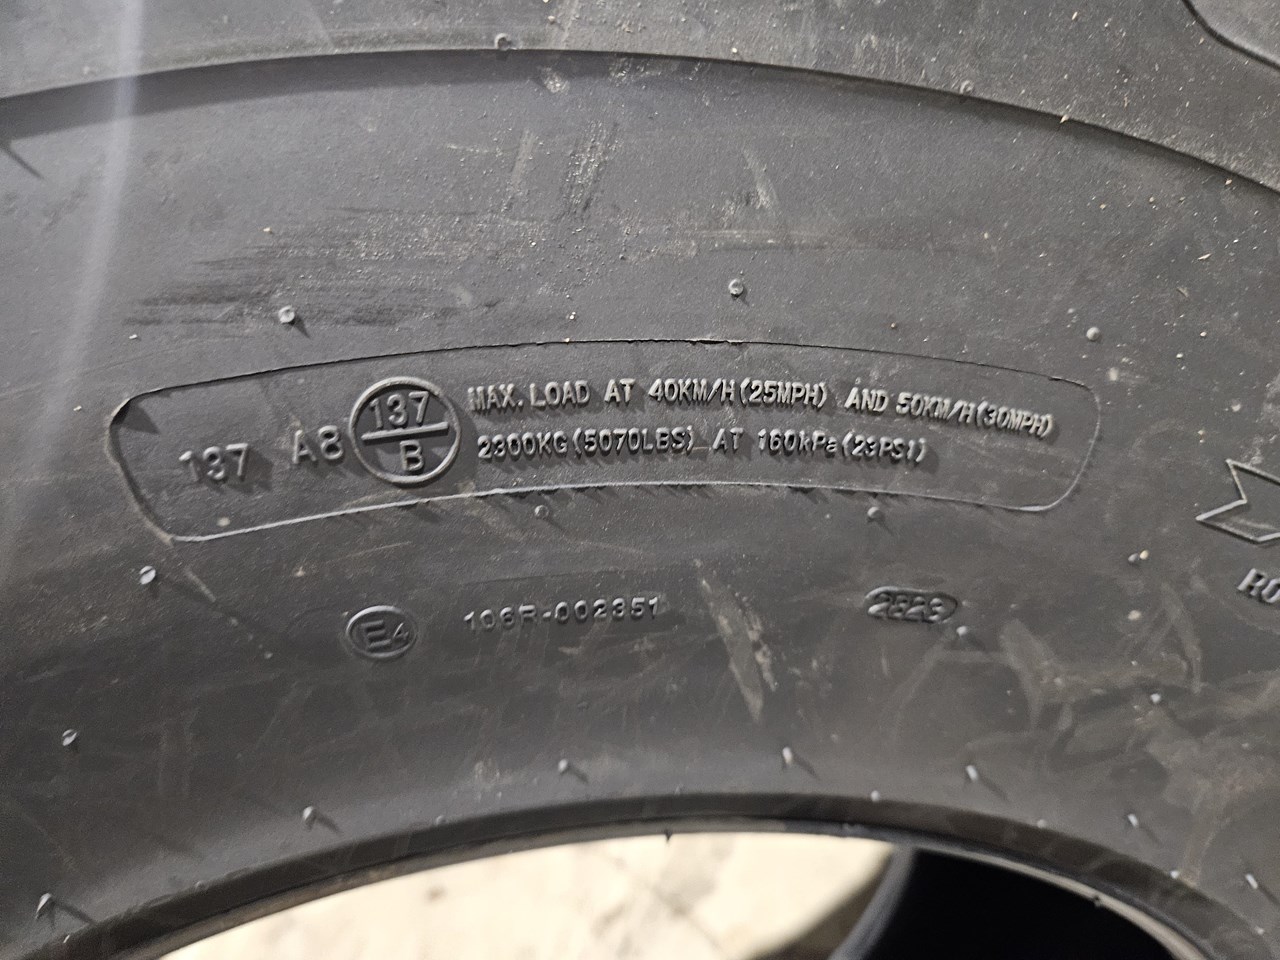 137 A8 137 B
MAX. LOAD AT 40KM/H(25MPH) AND 50KM/H(30MPH)
2300KG(5070LBS) AT 160kPa(23PSI)
E4 106R-002351
RO